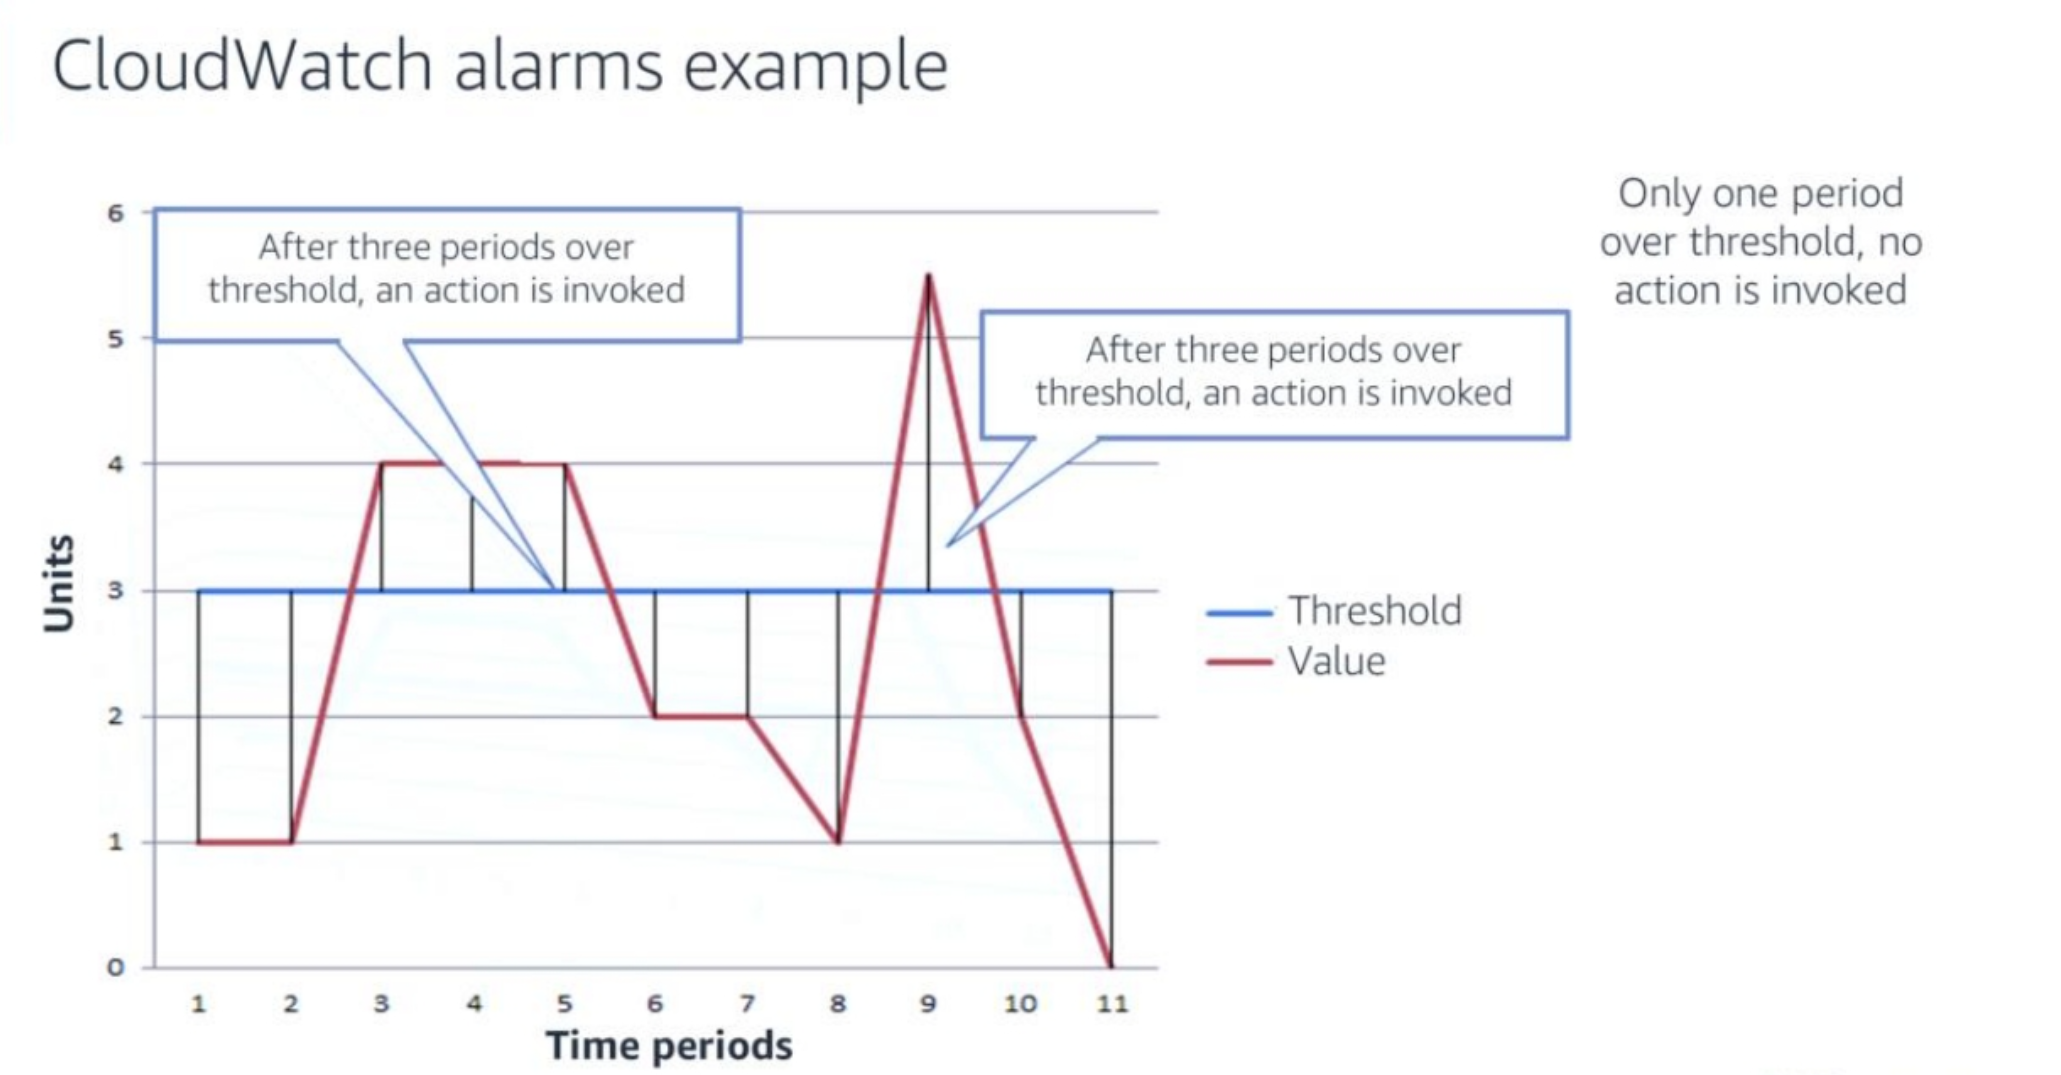 CloudWatch alarms example
Only one period
over threshold, no
action is invoked
After three periods over
threshold, an action is invoked
After three periods over
threshold, an action is invoked
6
5
4
3
2
1
0
Units
Threshold
Value
1 2 3 4 5 6 7 8 9 10 11
Time periods